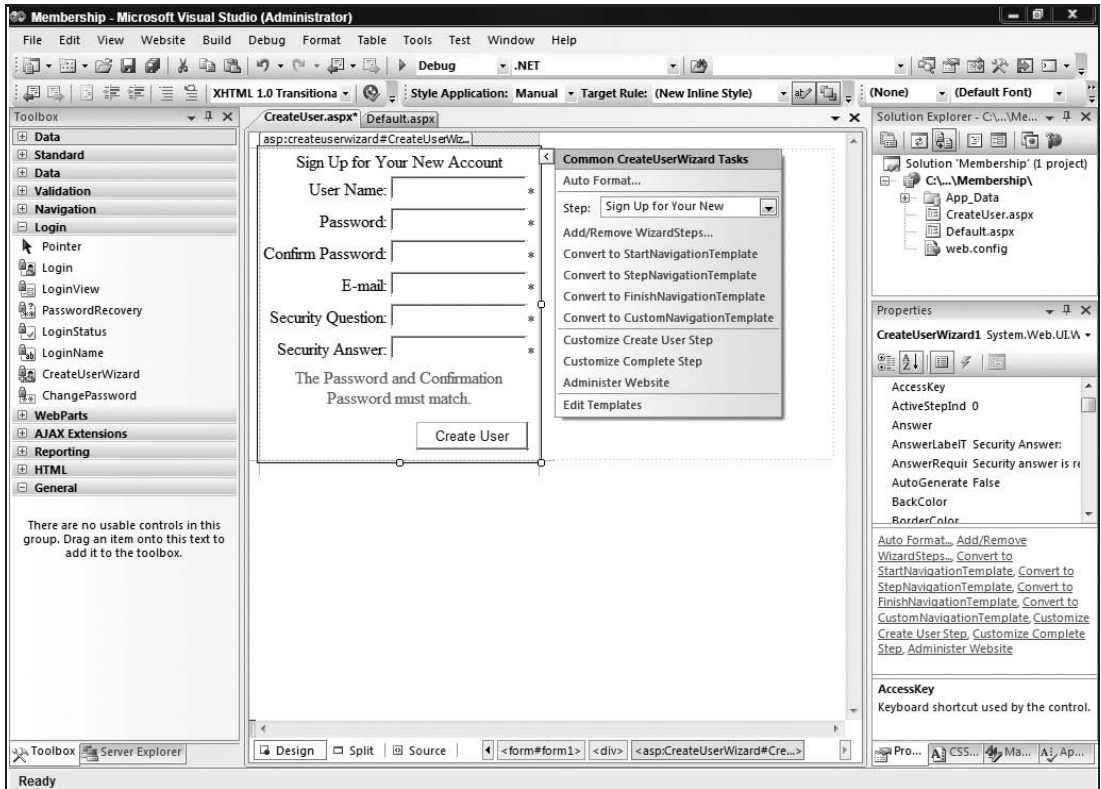 Membership - Microsoft Visual Studio (Administrator)
File Edit View Website Build Debug Format Table Tools Test Window Help
Debug .NET
XHTML 1.0 Transitiona Style Application: Manual Target Rule: (New Inline Style) (None) (Default Font)
Toolbox
Data
Standard
Data
Validation
Navigation
Login
Pointer
Login
LoginView
PasswordRecovery
LoginStatus
LoginName
CreateUserWizard
ChangePassword
WebParts
AJAX Extensions
Reporting
HTML
General
There are no usable controls in this
group. Drag an item onto this text to
add it to the toolbox.
Toolbox Server Explorer
CreateUser.aspx* Default.aspx
asp:createuserwizard#CreateUserWiz...
Sign Up for Your New Account
User Name: *
Password: *
Confirm Password: *
E-mail: *
Security Question: *
Security Answer: *
The Password and Confirmation
Password must match.
Create User
Common CreateUserWizard Tasks
Auto Format...
Step: Sign Up for Your New
Add/Remove WizardSteps...
Convert to StartNavigationTemplate
Convert to StepNavigationTemplate
Convert to FinishNavigationTemplate
Convert to CustomNavigationTemplate
Customize Create User Step
Customize Complete Step
Administer Website
Edit Templates
Design Split Source <form#form1> <div> <asp:CreateUserWizard#Cre...>
Solution Explorer - C:\...\Me...
Solution 'Membership' (1 project)
C:\...\Membership\
App_Data
CreateUser.aspx
Default.aspx
web.config
Properties
CreateUserWizard1 System.Web.UI.W
AccessKey
ActiveStepInd 0
Answer
AnswerLabelT Security Answer:
AnswerRequir Security answer is re
AutoGenerate False
BackColor
BorderColor
Auto Format..., Add/Remove
WizardSteps..., Convert to
StartNavigationTemplate, Convert to
StepNavigationTemplate, Convert to
FinishNavigationTemplate, Convert to
CustomNavigationTemplate, Customize
Create User Step, Customize Complete
Step, Administer Website
AccessKey
Keyboard shortcut used by the control.
Pro... CSS... Ma... Ap...
Ready